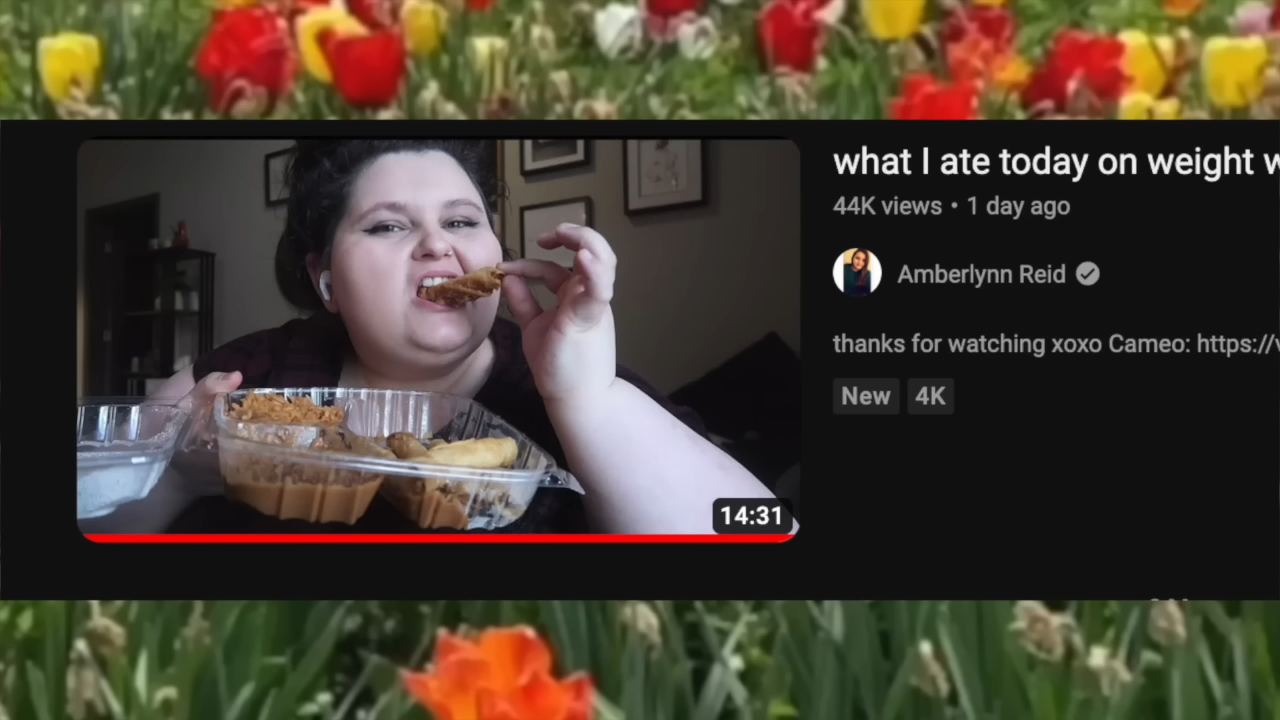 what I ate today on weight
44K views • 1 day ago
Amberlynn Reid
thanks for watching xoxo Cameo: https://
New 4K
14:31